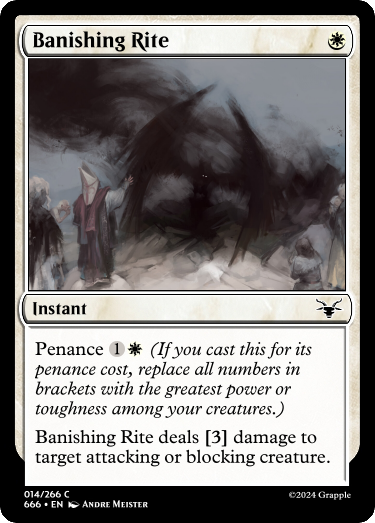 Banishing Rite
Instant
Penance 1 (If you cast this for its
penance cost, replace all numbers in
brackets with the greatest power or
toughness among your creatures.)
Banishing Rite deals [3] damage to
target attacking or blocking creature.
014/266 C
666 • EN Andre Meister
©2024 Grapple